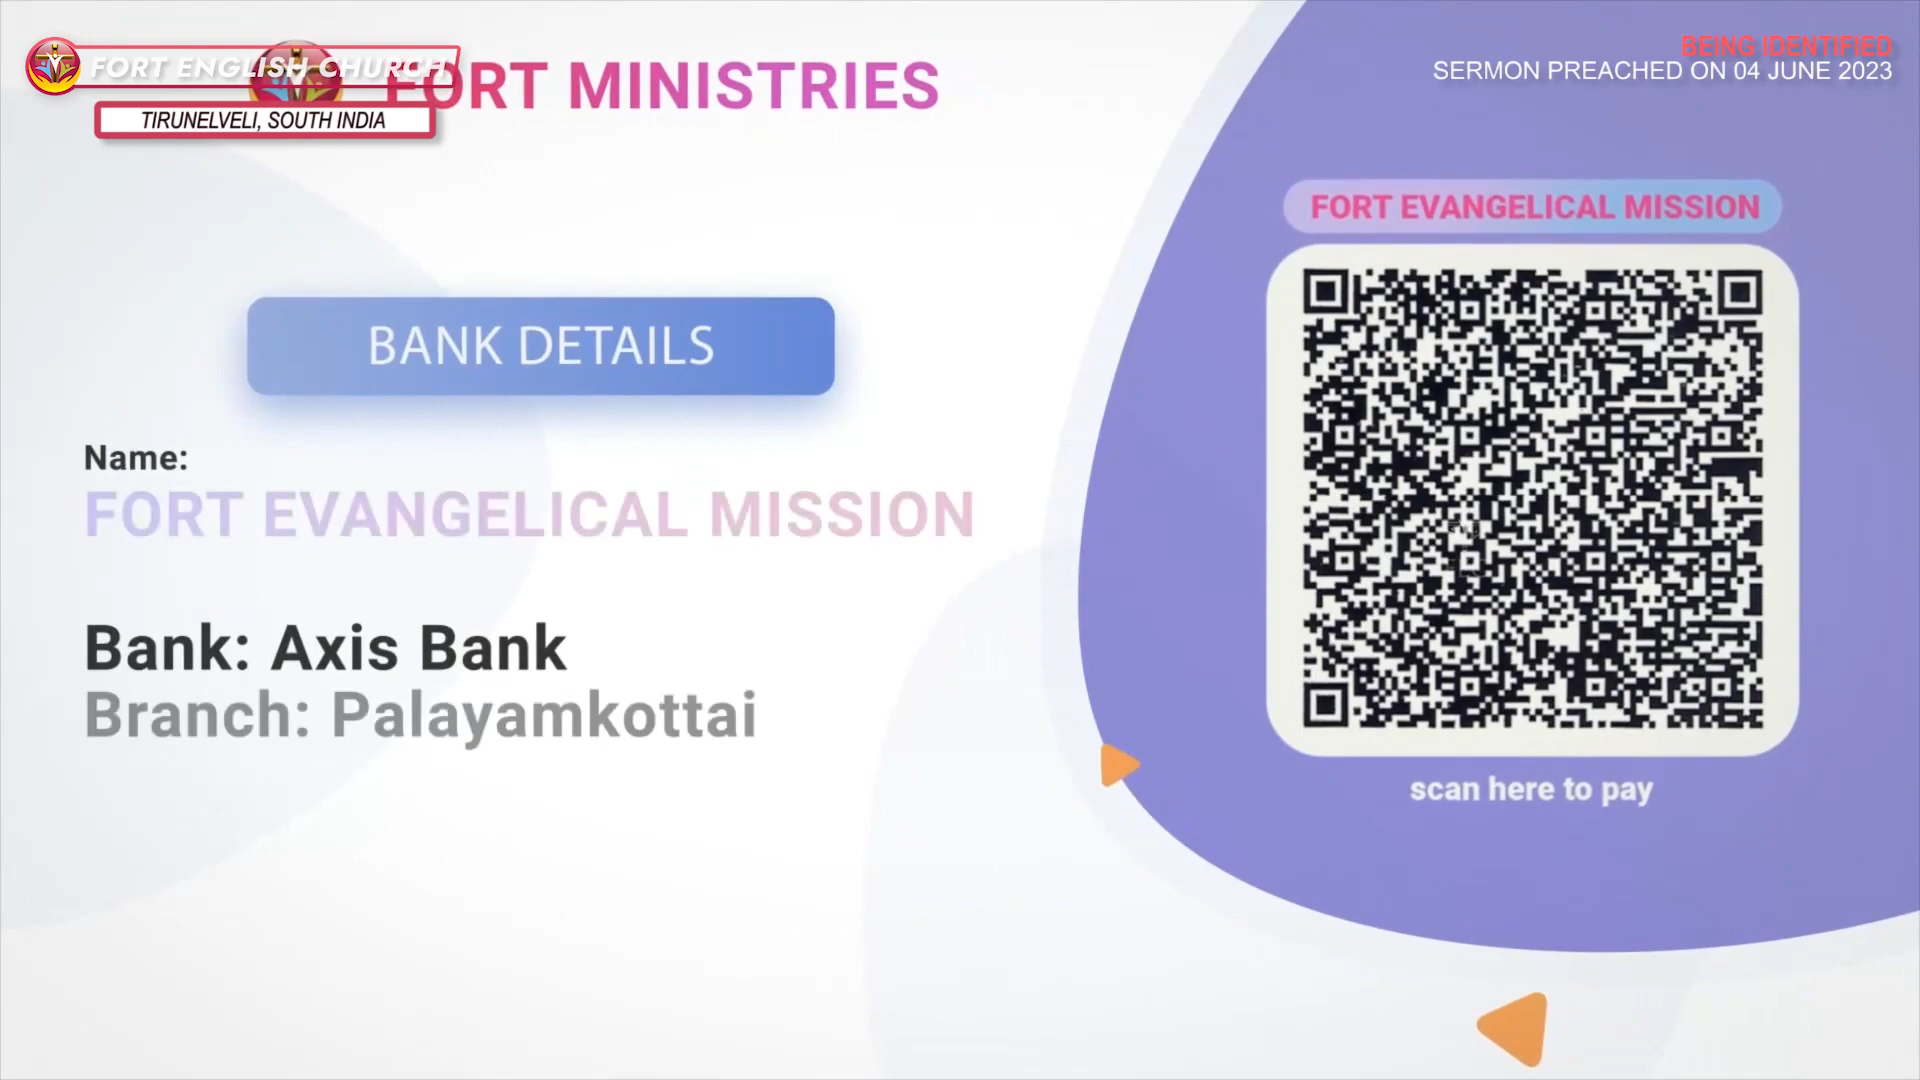 FORT ENGLISH CHURCH
TIRUNELVELI, SOUTH INDIA
FORT MINISTRIES
BEING IDENTIFIED
SERMON PREACHED ON 04 JUNE 2023
BANK DETAILS
Name:
FORT EVANGELICAL MISSION
Bank: Axis Bank
Branch: Palayamkottai
FORT EVANGELICAL MISSION
scan here to pay